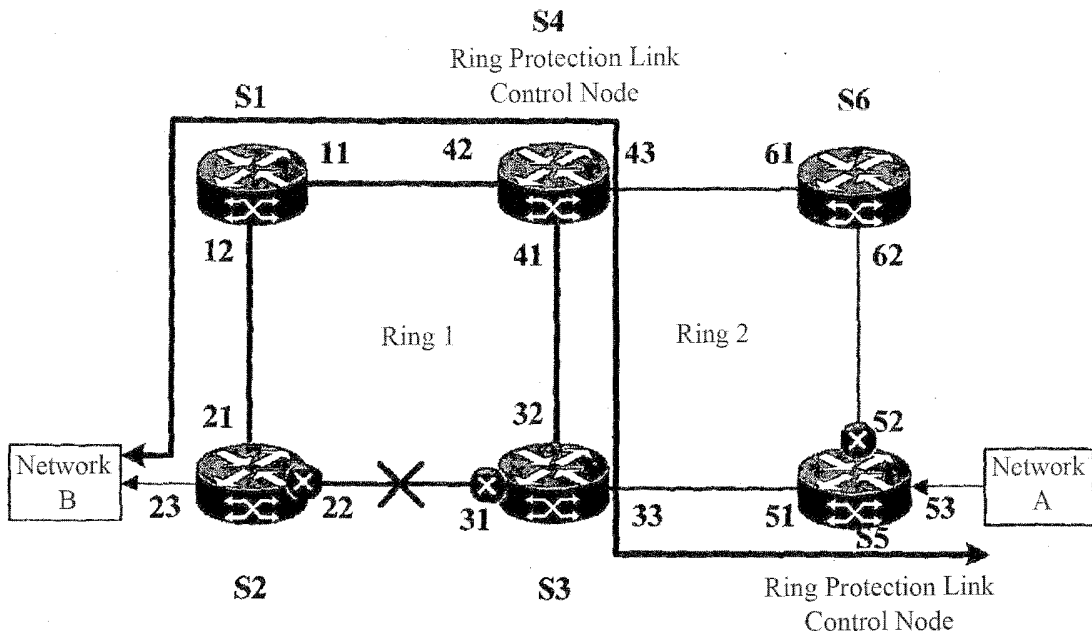 S4
Ring Protection Link
Control Node
S1
S6
11
42
43
61
12
41
62
Ring 1
Ring 2
21
32
52
Network
B
Network
A
23
22
31
33
51
53
S5
S2
S3
Ring Protection Link
Control Node